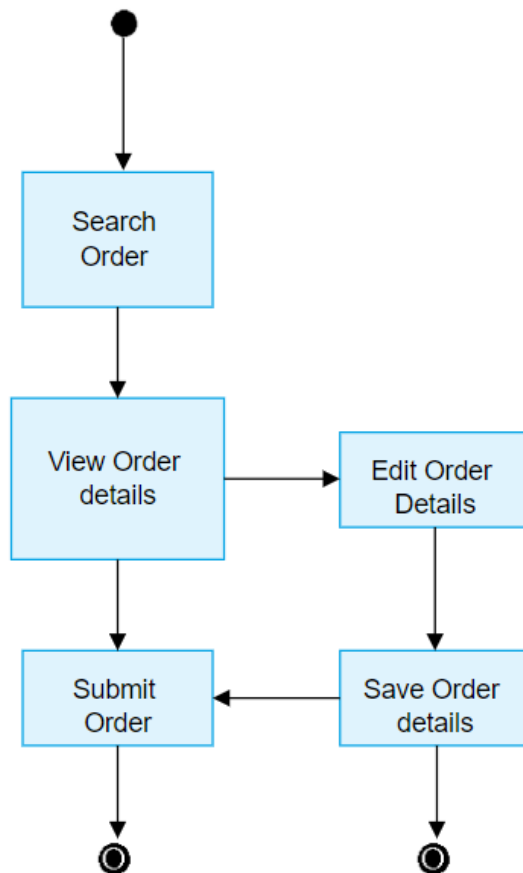 Search
Order
View Order
details
Edit Order
Details
Submit
Order
Save Order
details